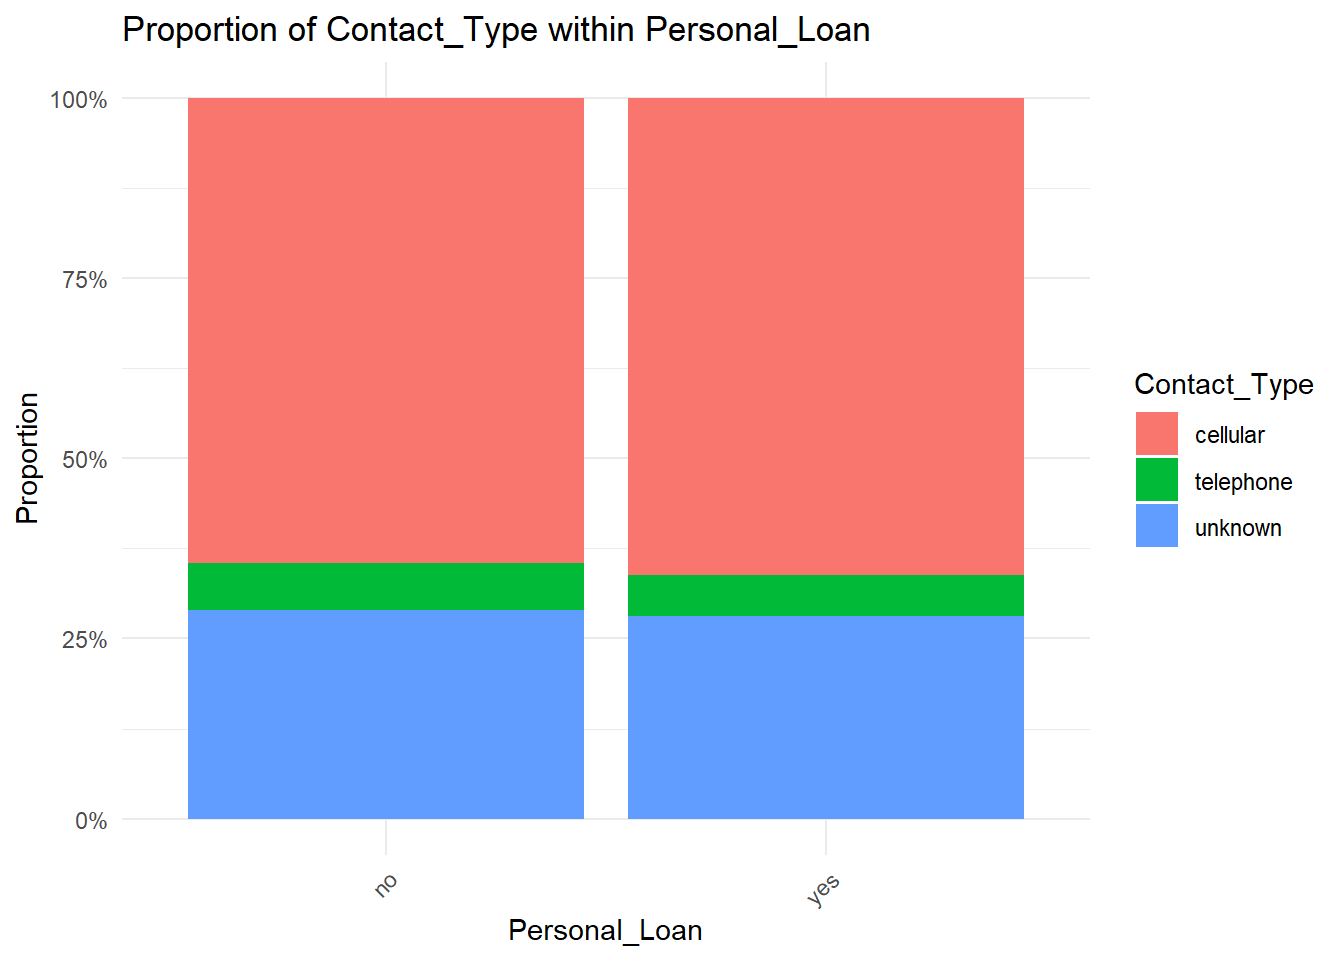 Proportion of Contact_Type within Personal_Loan
100%
75%
50%
25%
0%
Proportion
no
yes
Personal_Loan
Contact_Type
cellular
telephone
unknown